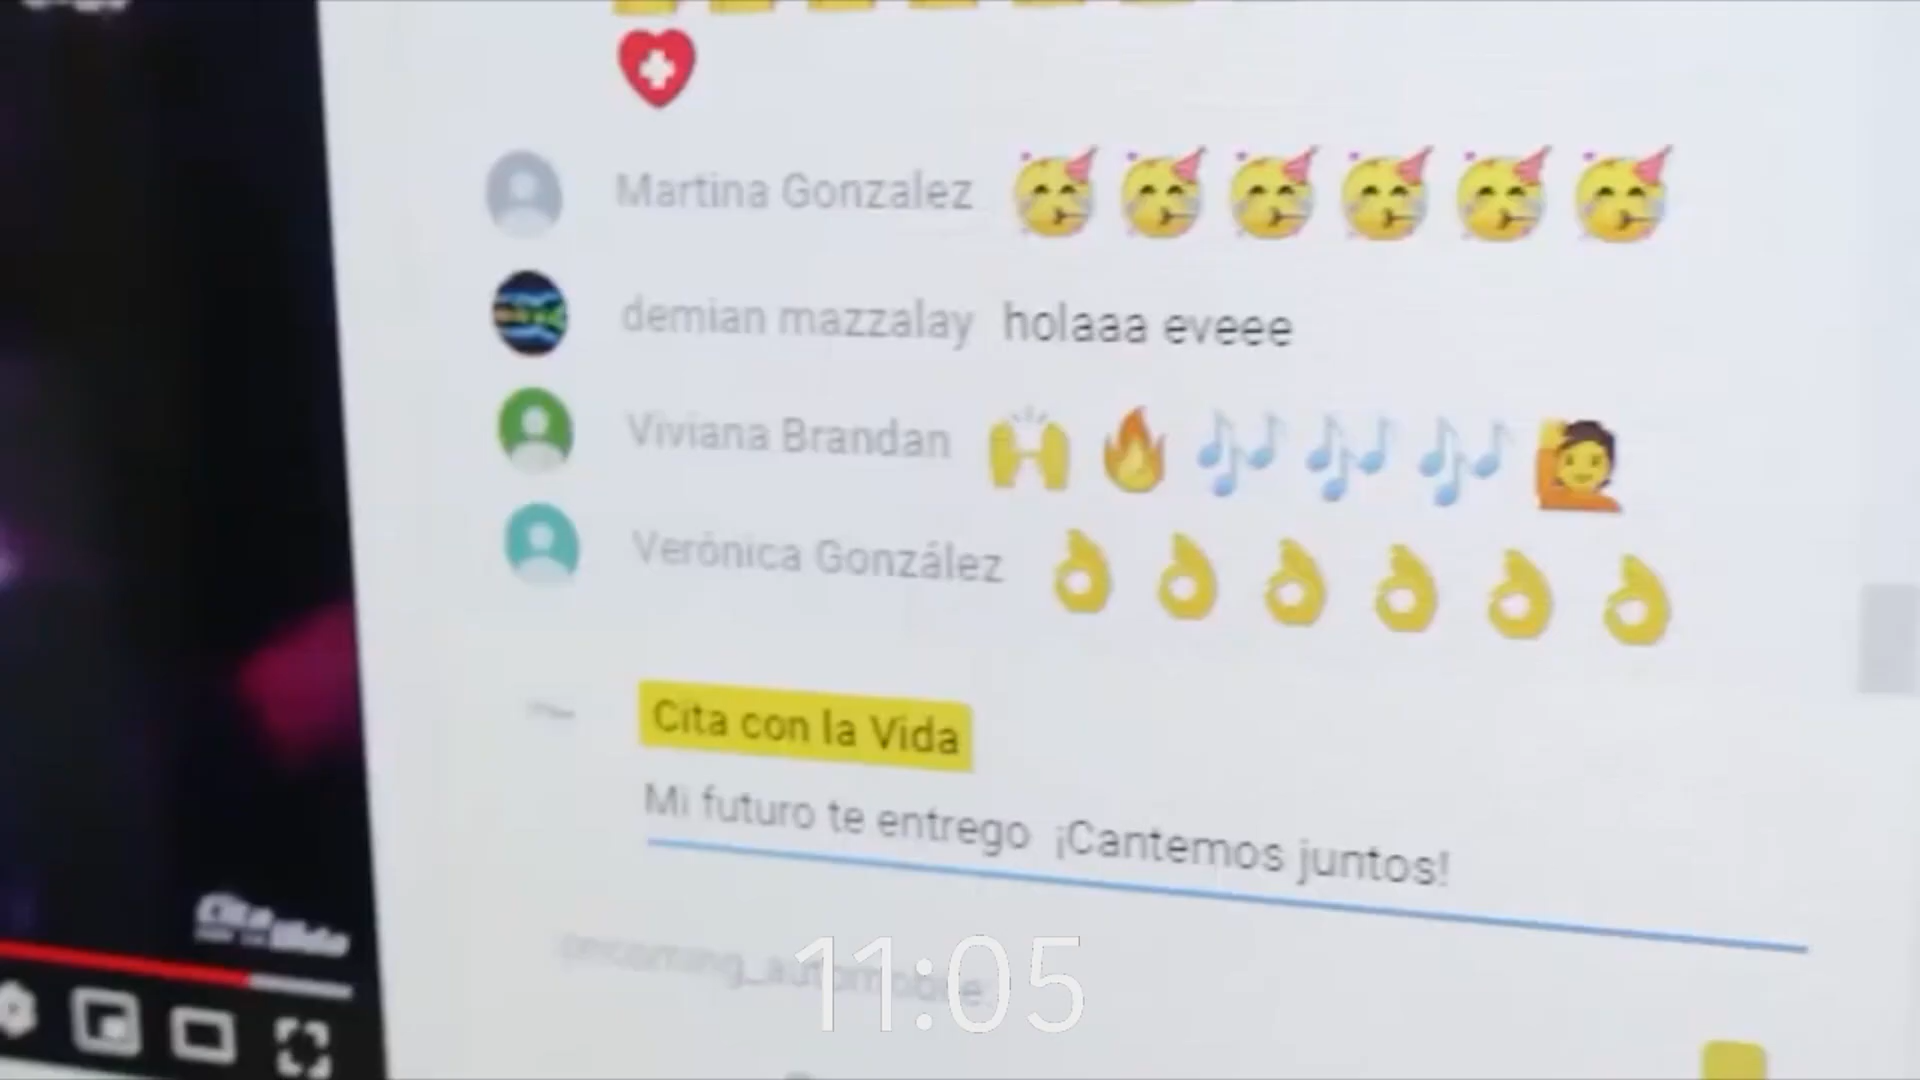 Martina Gonzalez
demian mazzalay holaaa eveee
Viviana Brandan
Verónica González
Cita con la Vida
Mi futuro te entrego ¡Cantemos juntos!
11:05